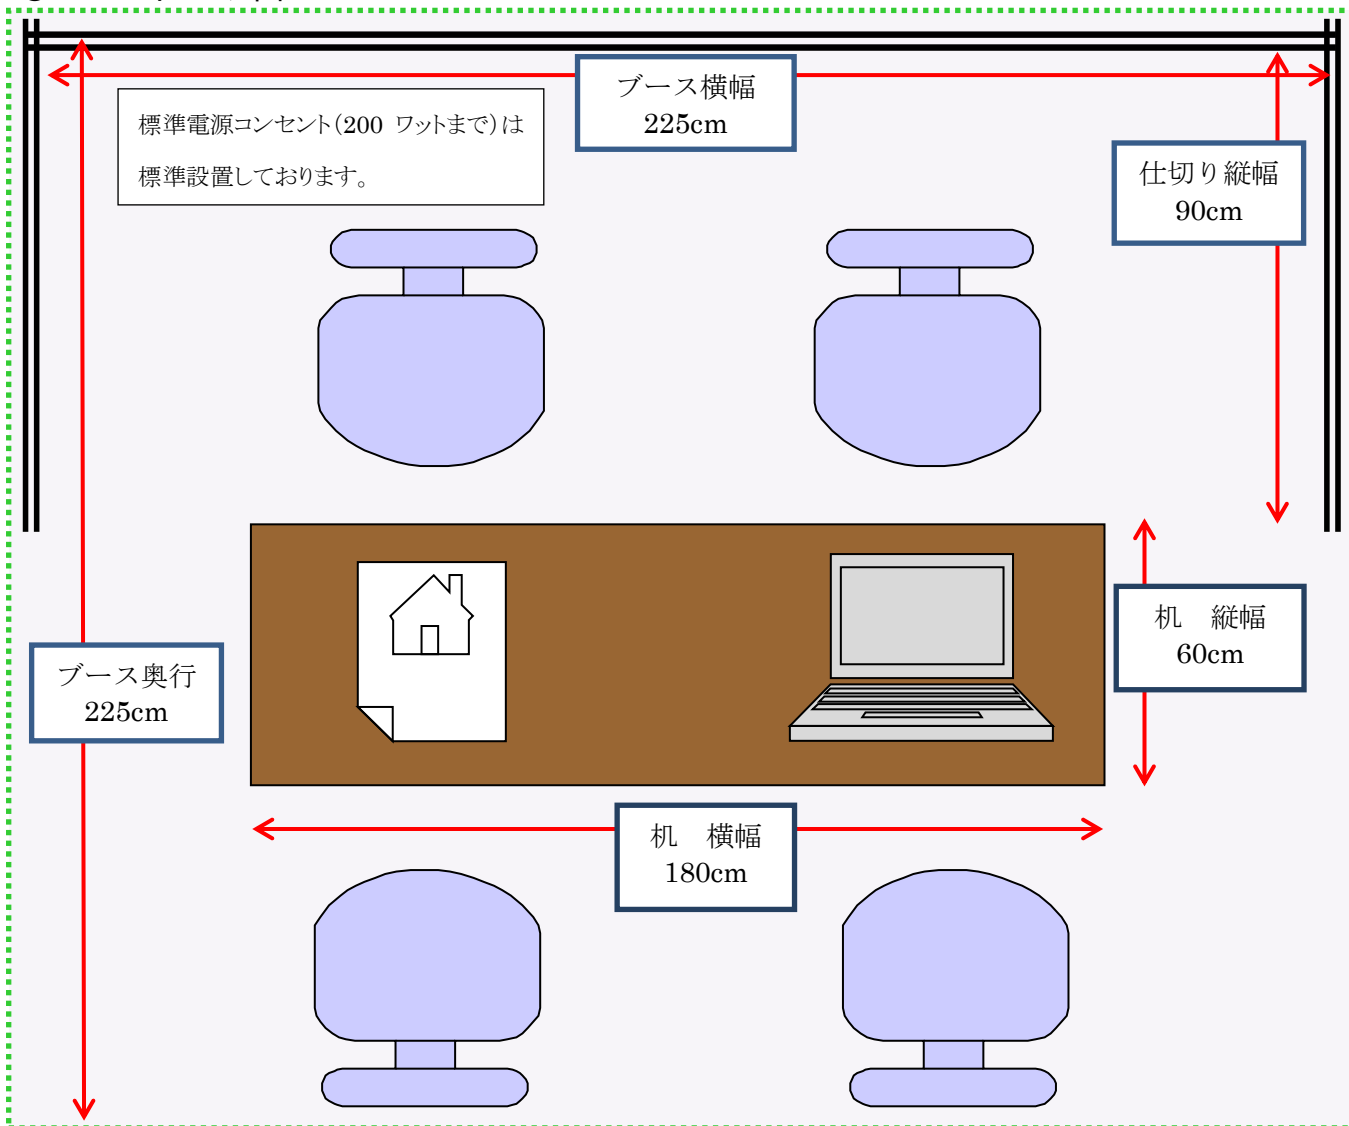 ブース横幅
225cm
標準電源コンセント（200 ワットまで）は
標準設置しております。
仕切り縦幅
90cm
机　縦幅
60cm
ブース奥行
225cm
机　横幅
180cm